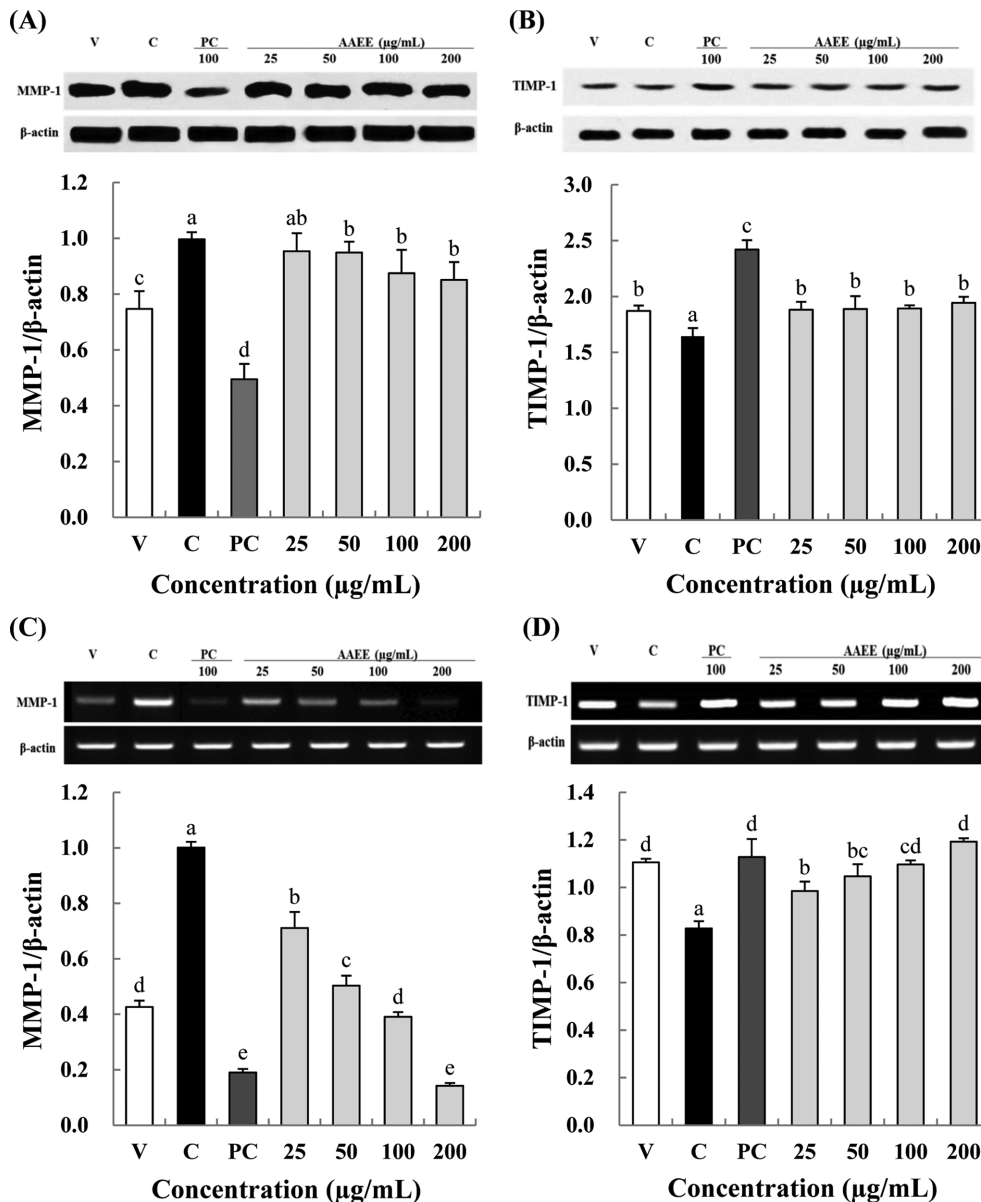 (A)
V C PC AAEE (µg/mL)
100 25 50 100 200
MMP-1
β-actin
1.2
1.0
0.8
0.6
0.4
0.2
0.0
MMP-1/β-actin
c a d ab b b b
V C PC 25 50 100 200
Concentration (µg/mL)
(B)
V C PC AAEE (µg/mL)
100 25 50 100 200
TIMP-1
β-actin
3.0
2.5
2.0
1.5
1.0
0.5
0.0
TIMP-1/β-actin
b a c b b b b
V C PC 25 50 100 200
Concentration (µg/mL)
(C)
V C PC AAEE (µg/mL)
100 25 50 100 200
MMP-1
β-actin
1.2
1.0
0.8
0.6
0.4
0.2
0.0
MMP-1/β-actin
d a e b c d e
V C PC 25 50 100 200
Concentration (µg/mL)
(D)
V C PC AAEE (µg/mL)
100 25 50 100 200
TIMP-1
β-actin
1.4
1.2
1.0
0.8
0.6
0.4
0.2
0.0
TIMP-1/β-actin
d a d b bc cd d
V C PC 25 50 100 200
Concentration (µg/mL)